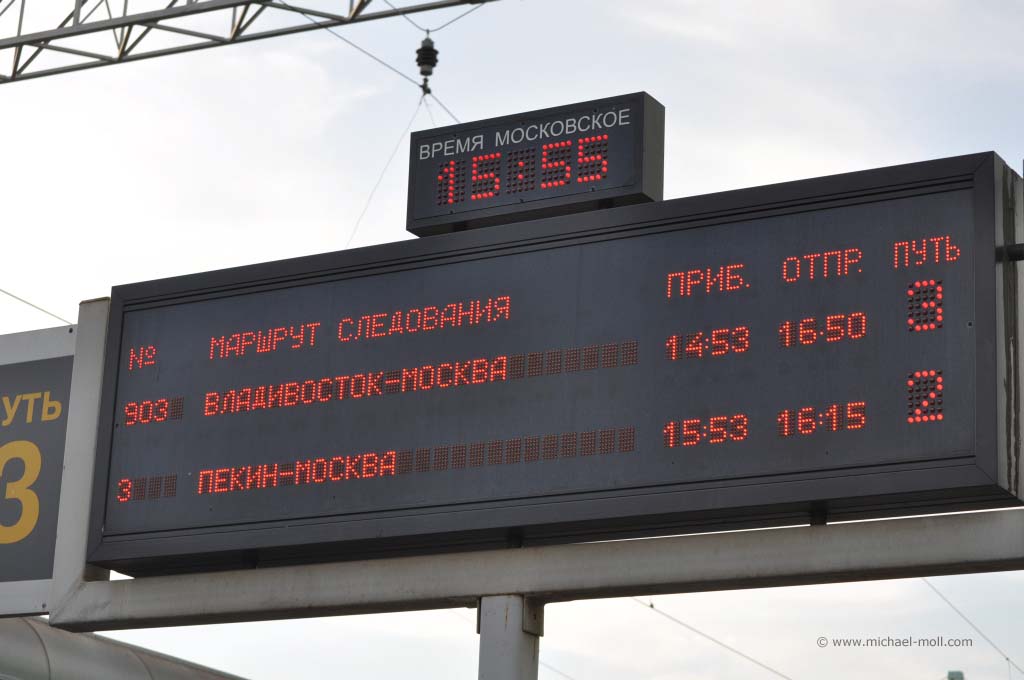 ВРЕМЯ МОСКОВСКОЕ
15:55
№ МАРШРУТ СЛЕДОВАНИЯ ПРИБ. ОТПР. ПУТЬ
903 ВЛАДИВОСТОК-МОСКВА 14:53 16:50 3
3 ПЕКИН-МОСКВА 15:53 16:15 2
УТЬ
3
© www.michael-moll.com